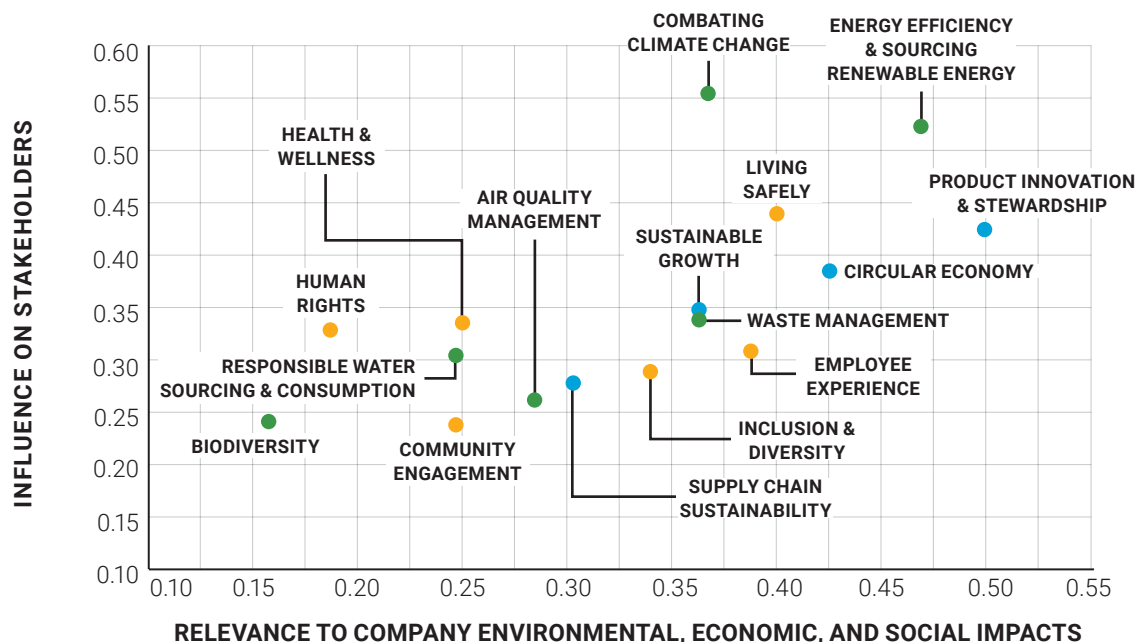 COMBATING
CLIMATE CHANGE
ENERGY EFFICIENCY
& SOURCING
RENEWABLE ENERGY
HEALTH &
WELLNESS
AIR QUALITY
MANAGEMENT
LIVING
SAFELY
PRODUCT INNOVATION
& STEWARDSHIP
SUSTAINABLE
GROWTH
CIRCULAR ECONOMY
HUMAN
RIGHTS
WASTE MANAGEMENT
RESPONSIBLE WATER
SOURCING & CONSUMPTION
EMPLOYEE
EXPERIENCE
BIODIVERSITY
COMMUNITY
ENGAGEMENT
INCLUSION &
DIVERSITY
SUPPLY CHAIN
SUSTAINABILITY
INFLUENCE ON STAKEHOLDERS
0.60
0.55
0.50
0.45
0.40
0.35
0.30
0.25
0.20
0.15
0.10
0.10 0.15 0.20 0.25 0.30 0.35 0.40 0.45 0.50 0.55
RELEVANCE TO COMPANY ENVIRONMENTAL, ECONOMIC, AND SOCIAL IMPACTS